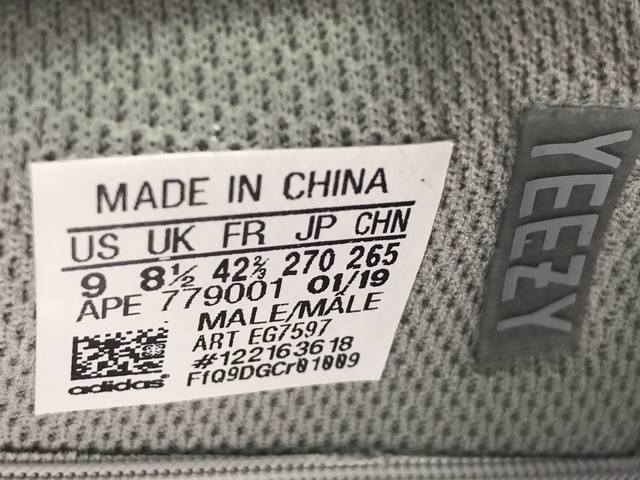 MADE IN CHINA
US UK FR JP CHN
9 8½ 42⅔ 270 265
APE 779001 01/19
MALE/MÂLE
ART EG7597
#122163618
FfQ9DGCr01009
adidas
YEEZY